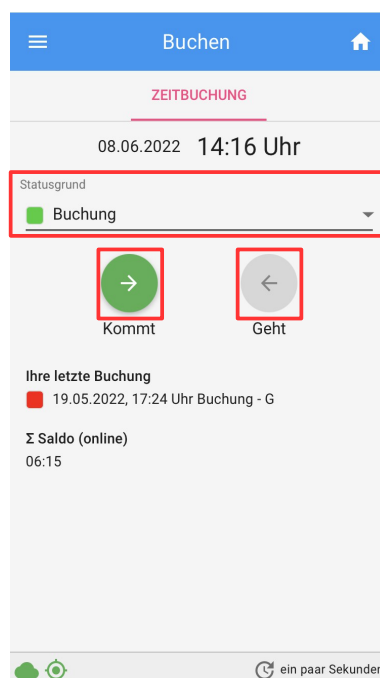 Buchen
ZEITBUCHUNG
08.06.2022 14:16 Uhr
Statusgrund
Buchung
Kommt Geht
Ihre letzte Buchung
19.05.2022, 17:24 Uhr Buchung - G
Σ Saldo (online)
06:15
ein paar Sekunden